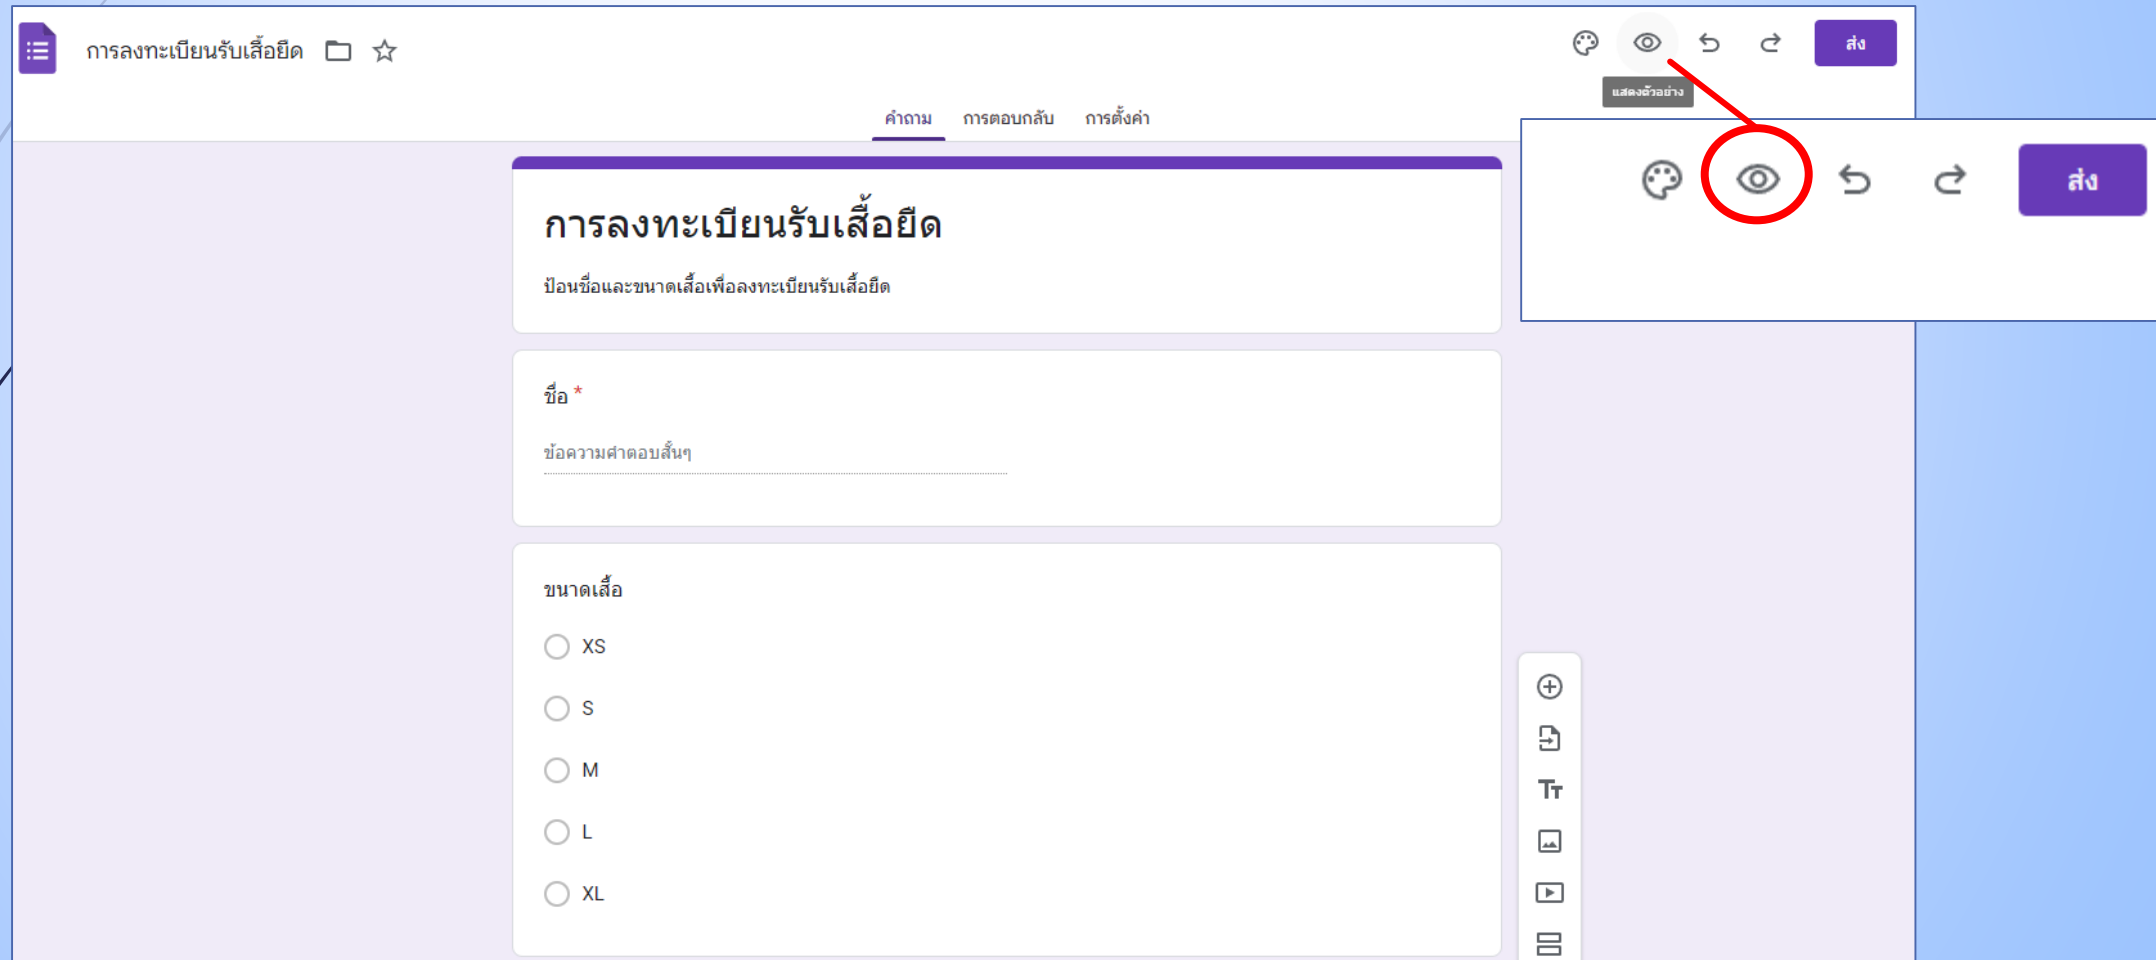 การลงทะเบียนรับเสื้อยืด
ส่ง
แสดงตัวอย่าง
คำถาม การตอบกลับ การตั้งค่า
ส่ง
การลงทะเบียนรับเสื้อยืด
ป้อนชื่อและขนาดเสื้อเพื่อลงทะเบียนรับเสื้อยืด
ชื่อ *
ข้อความคำตอบสั้นๆ
ขนาดเสื้อ
XS
S
M
L
XL